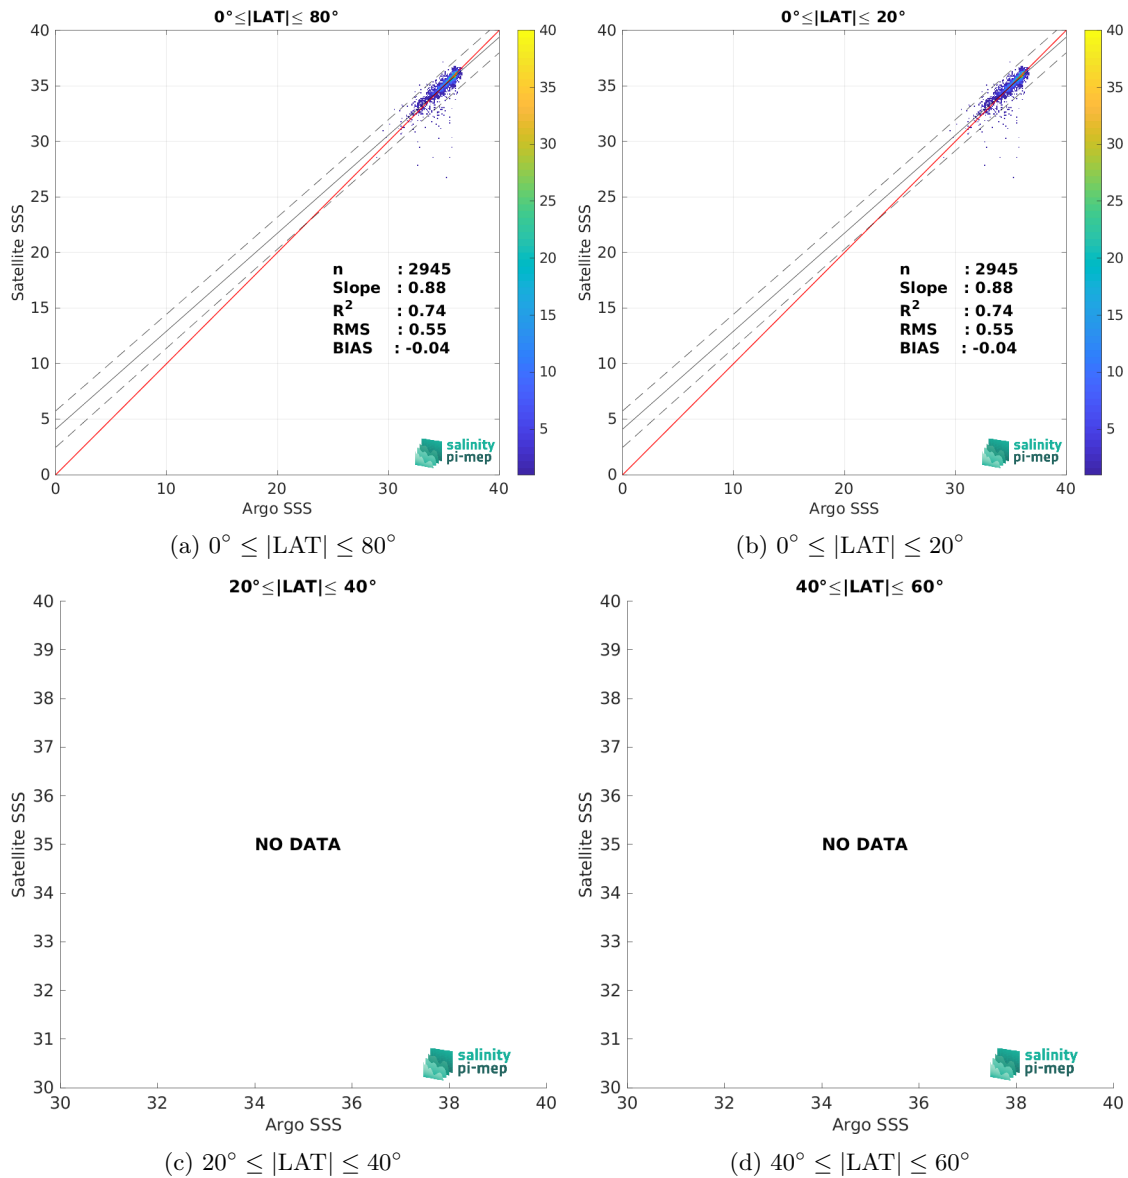 0°≤|LAT|≤ 80°
40
35
30
25
20
15
10
5
0
0
10
20
30
40
Satellite SSS
Argo SSS
n : 2945
Slope : 0.88
R² : 0.74
RMS : 0.55
BIAS : -0.04
salinity
pi-mep
40
35
30
25
20
15
10
5
(a) 0° ≤ |LAT| ≤ 80°
0°≤|LAT|≤ 20°
40
35
30
25
20
15
10
5
0
0
10
20
30
40
Satellite SSS
Argo SSS
n : 2945
Slope : 0.88
R² : 0.74
RMS : 0.55
BIAS : -0.04
salinity
pi-mep
40
35
30
25
20
15
10
5
(b) 0° ≤ |LAT| ≤ 20°
20°≤|LAT|≤ 40°
40
39
38
37
36
35
34
33
32
31
30
30
32
34
36
38
40
Satellite SSS
Argo SSS
NO DATA
salinity
pi-mep
(c) 20° ≤ |LAT| ≤ 40°
40°≤|LAT|≤ 60°
40
39
38
37
36
35
34
33
32
31
30
30
32
34
36
38
40
Satellite SSS
Argo SSS
NO DATA
salinity
pi-mep
(d) 40° ≤ |LAT| ≤ 60°